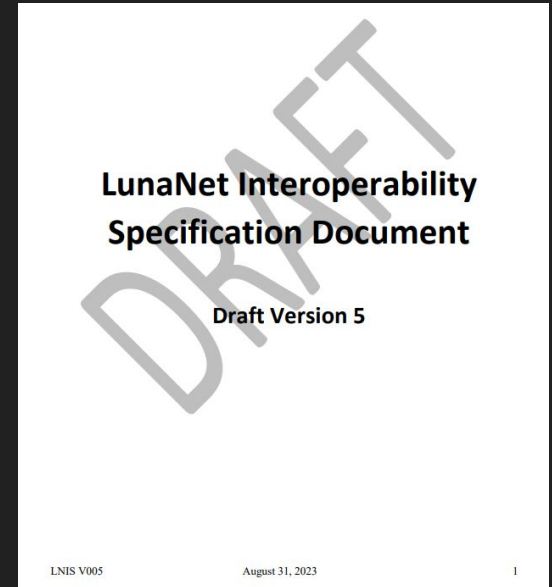 DRAFT
LunaNet Interoperability
Specification Document
Draft Version 5
LNIS V005 August 31, 2023 1